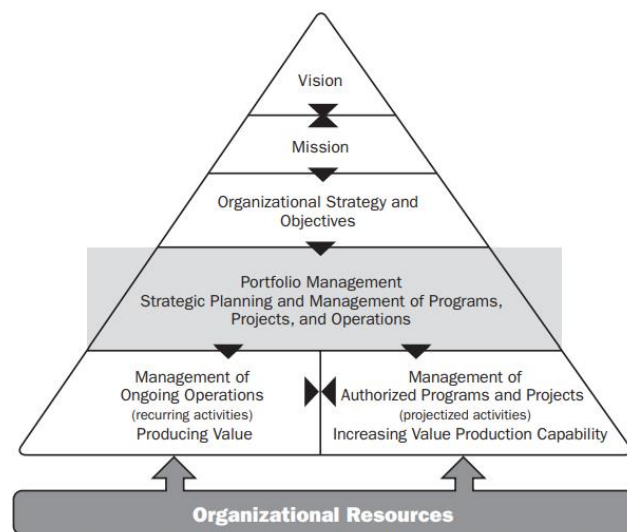 Vision
Mission
Organizational Strategy and
Objectives
Portfolio Management
Strategic Planning and Management of Programs,
Projects, and Operations
Management of
Ongoing Operations
(recurring activities)
Producing Value
Management of
Authorized Programs and Projects
(projectized activities)
Increasing Value Production Capability
Organizational Resources